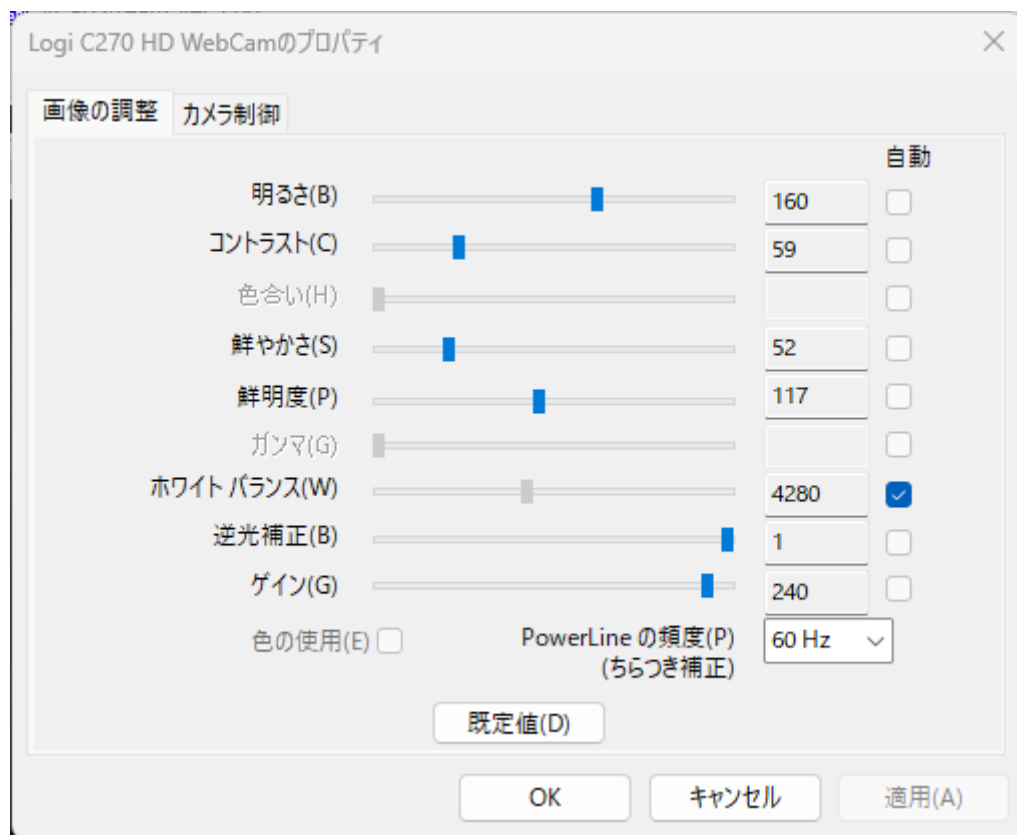 Logi C270 HD WebCamのプロパティ
画像の調整 カメラ制御
自動
明るさ(B) 160
コントラスト(C) 59
色合い(H)
鮮やかさ(S) 52
鮮明度(P) 117
ガンマ(G)
ホワイト バランス(W) 4280
逆光補正(B) 1
ゲイン(G) 240
色の使用(E) PowerLine の頻度(P) 60 Hz
(ちらつき補正)
既定値(D)
OK キャンセル 適用(A)